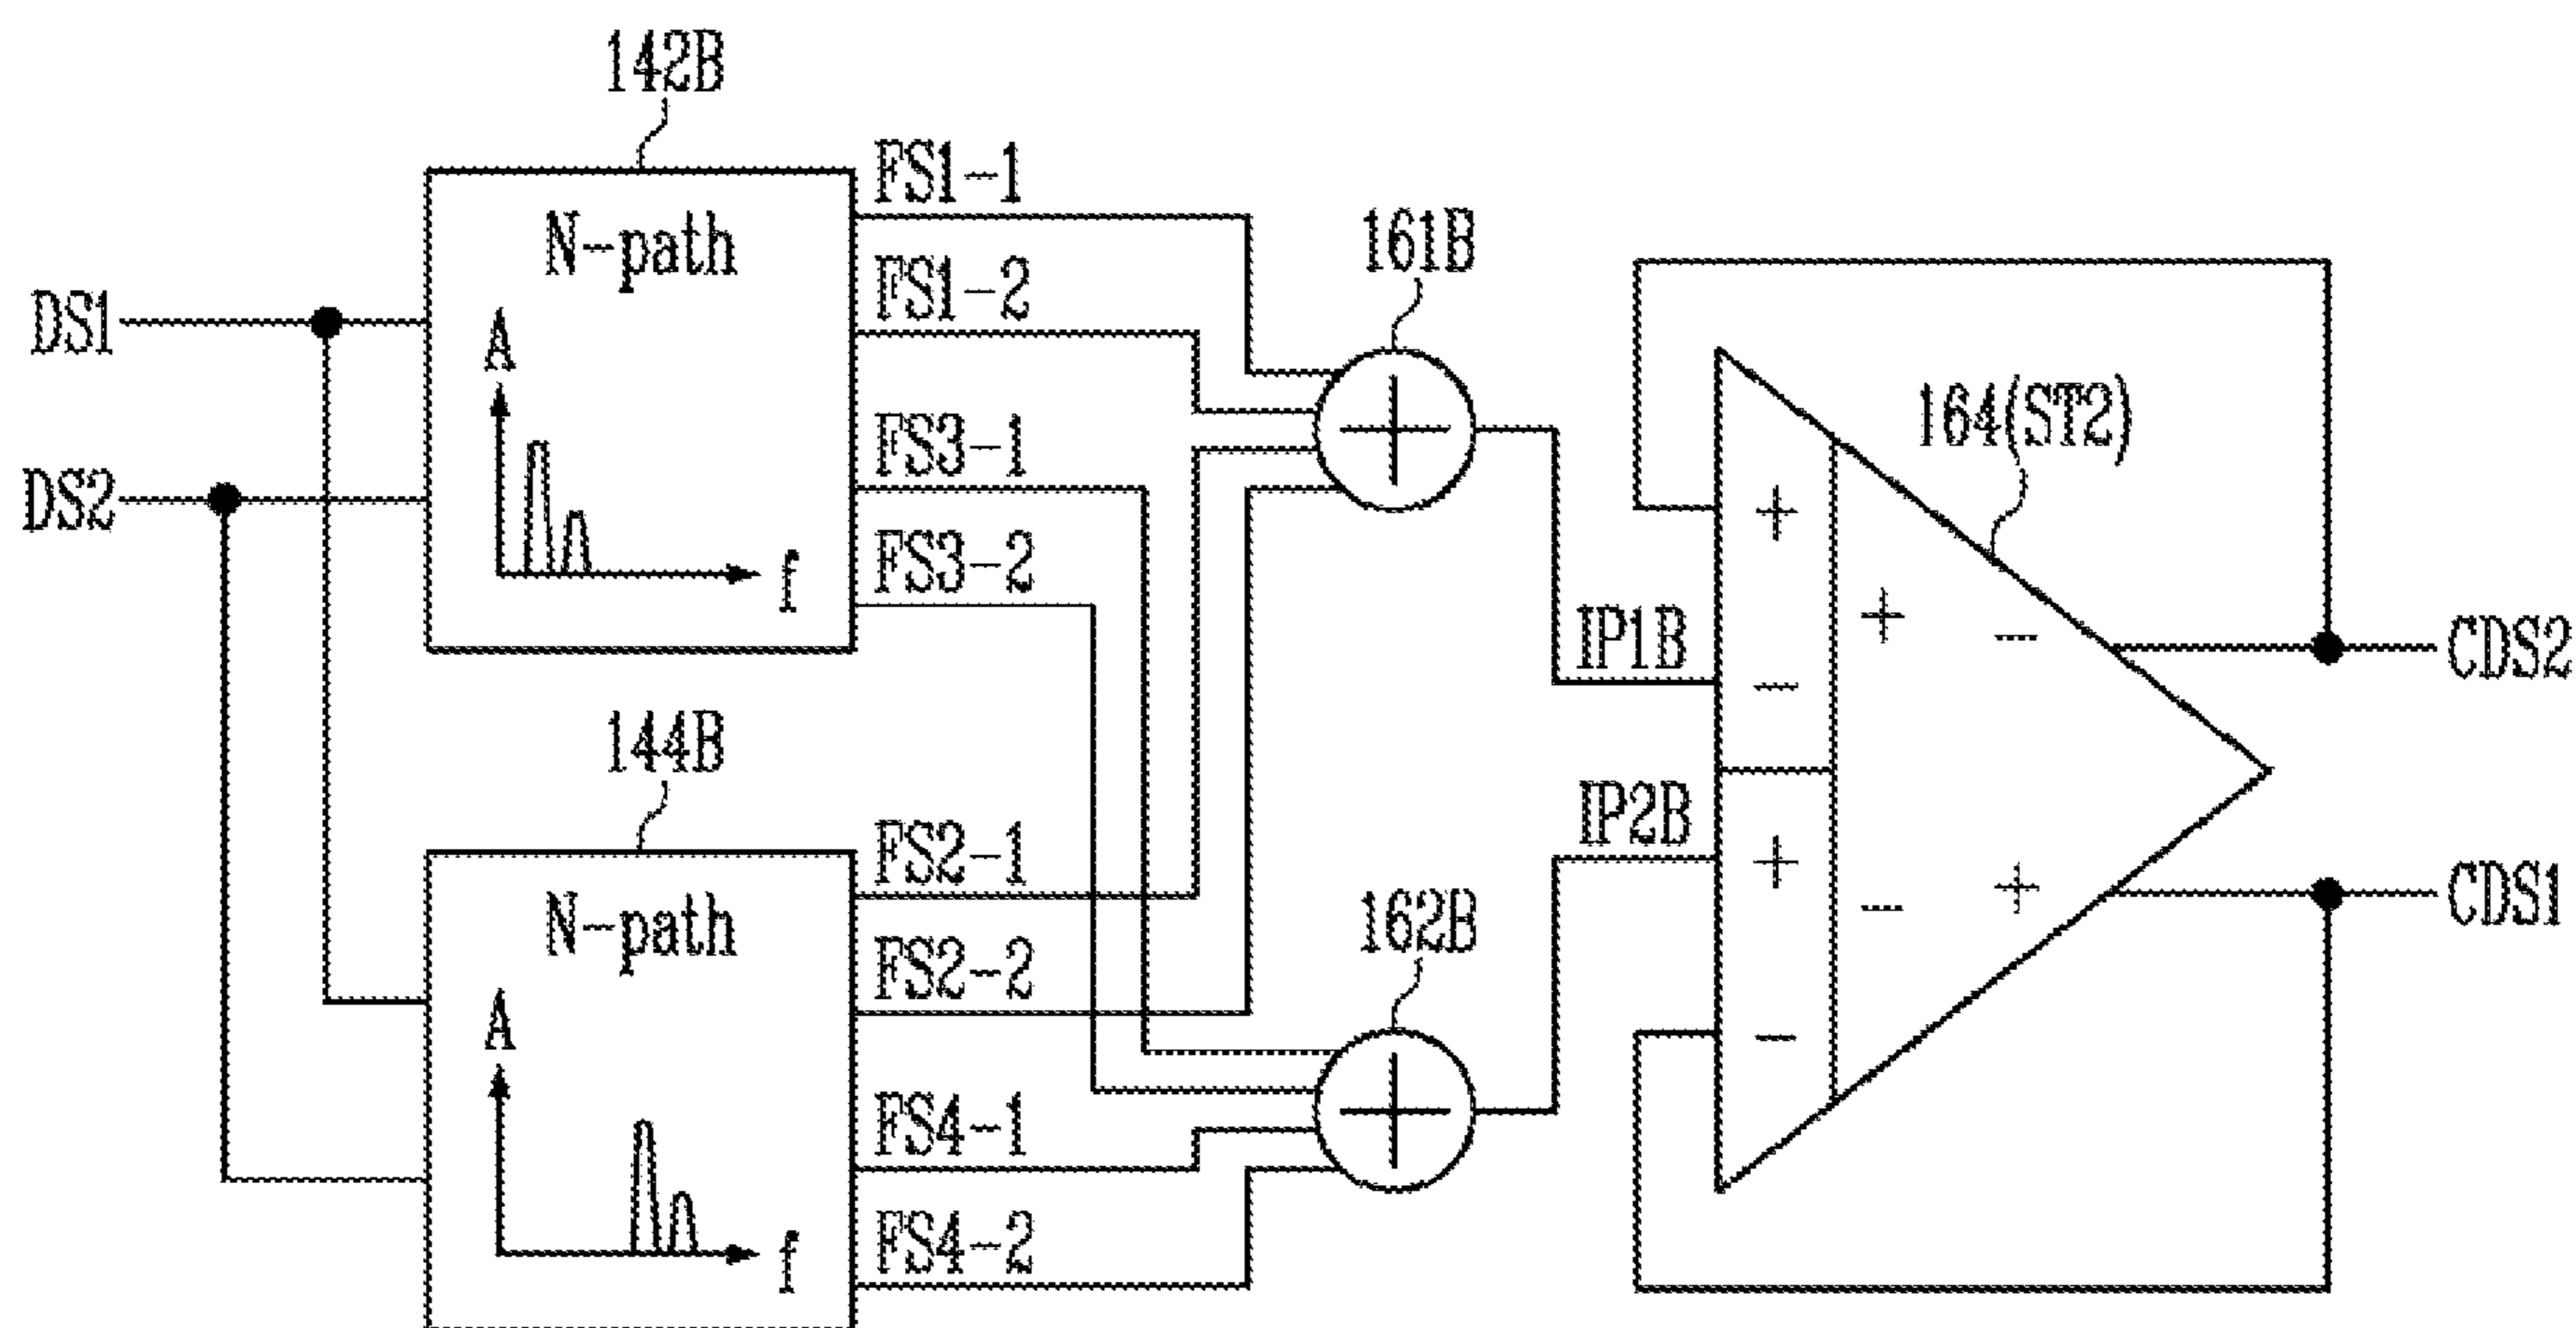 142B
N-path
A
f
DS1
DS2
FS1-1
FS1-2
FS3-1
FS3-2
161B
164(ST2)
+
-
+
-
IP1B
IP2B
+
-
-
+
CDS2
CDS1
144B
N-path
A
f
FS2-1
FS2-2
FS4-1
FS4-2
162B